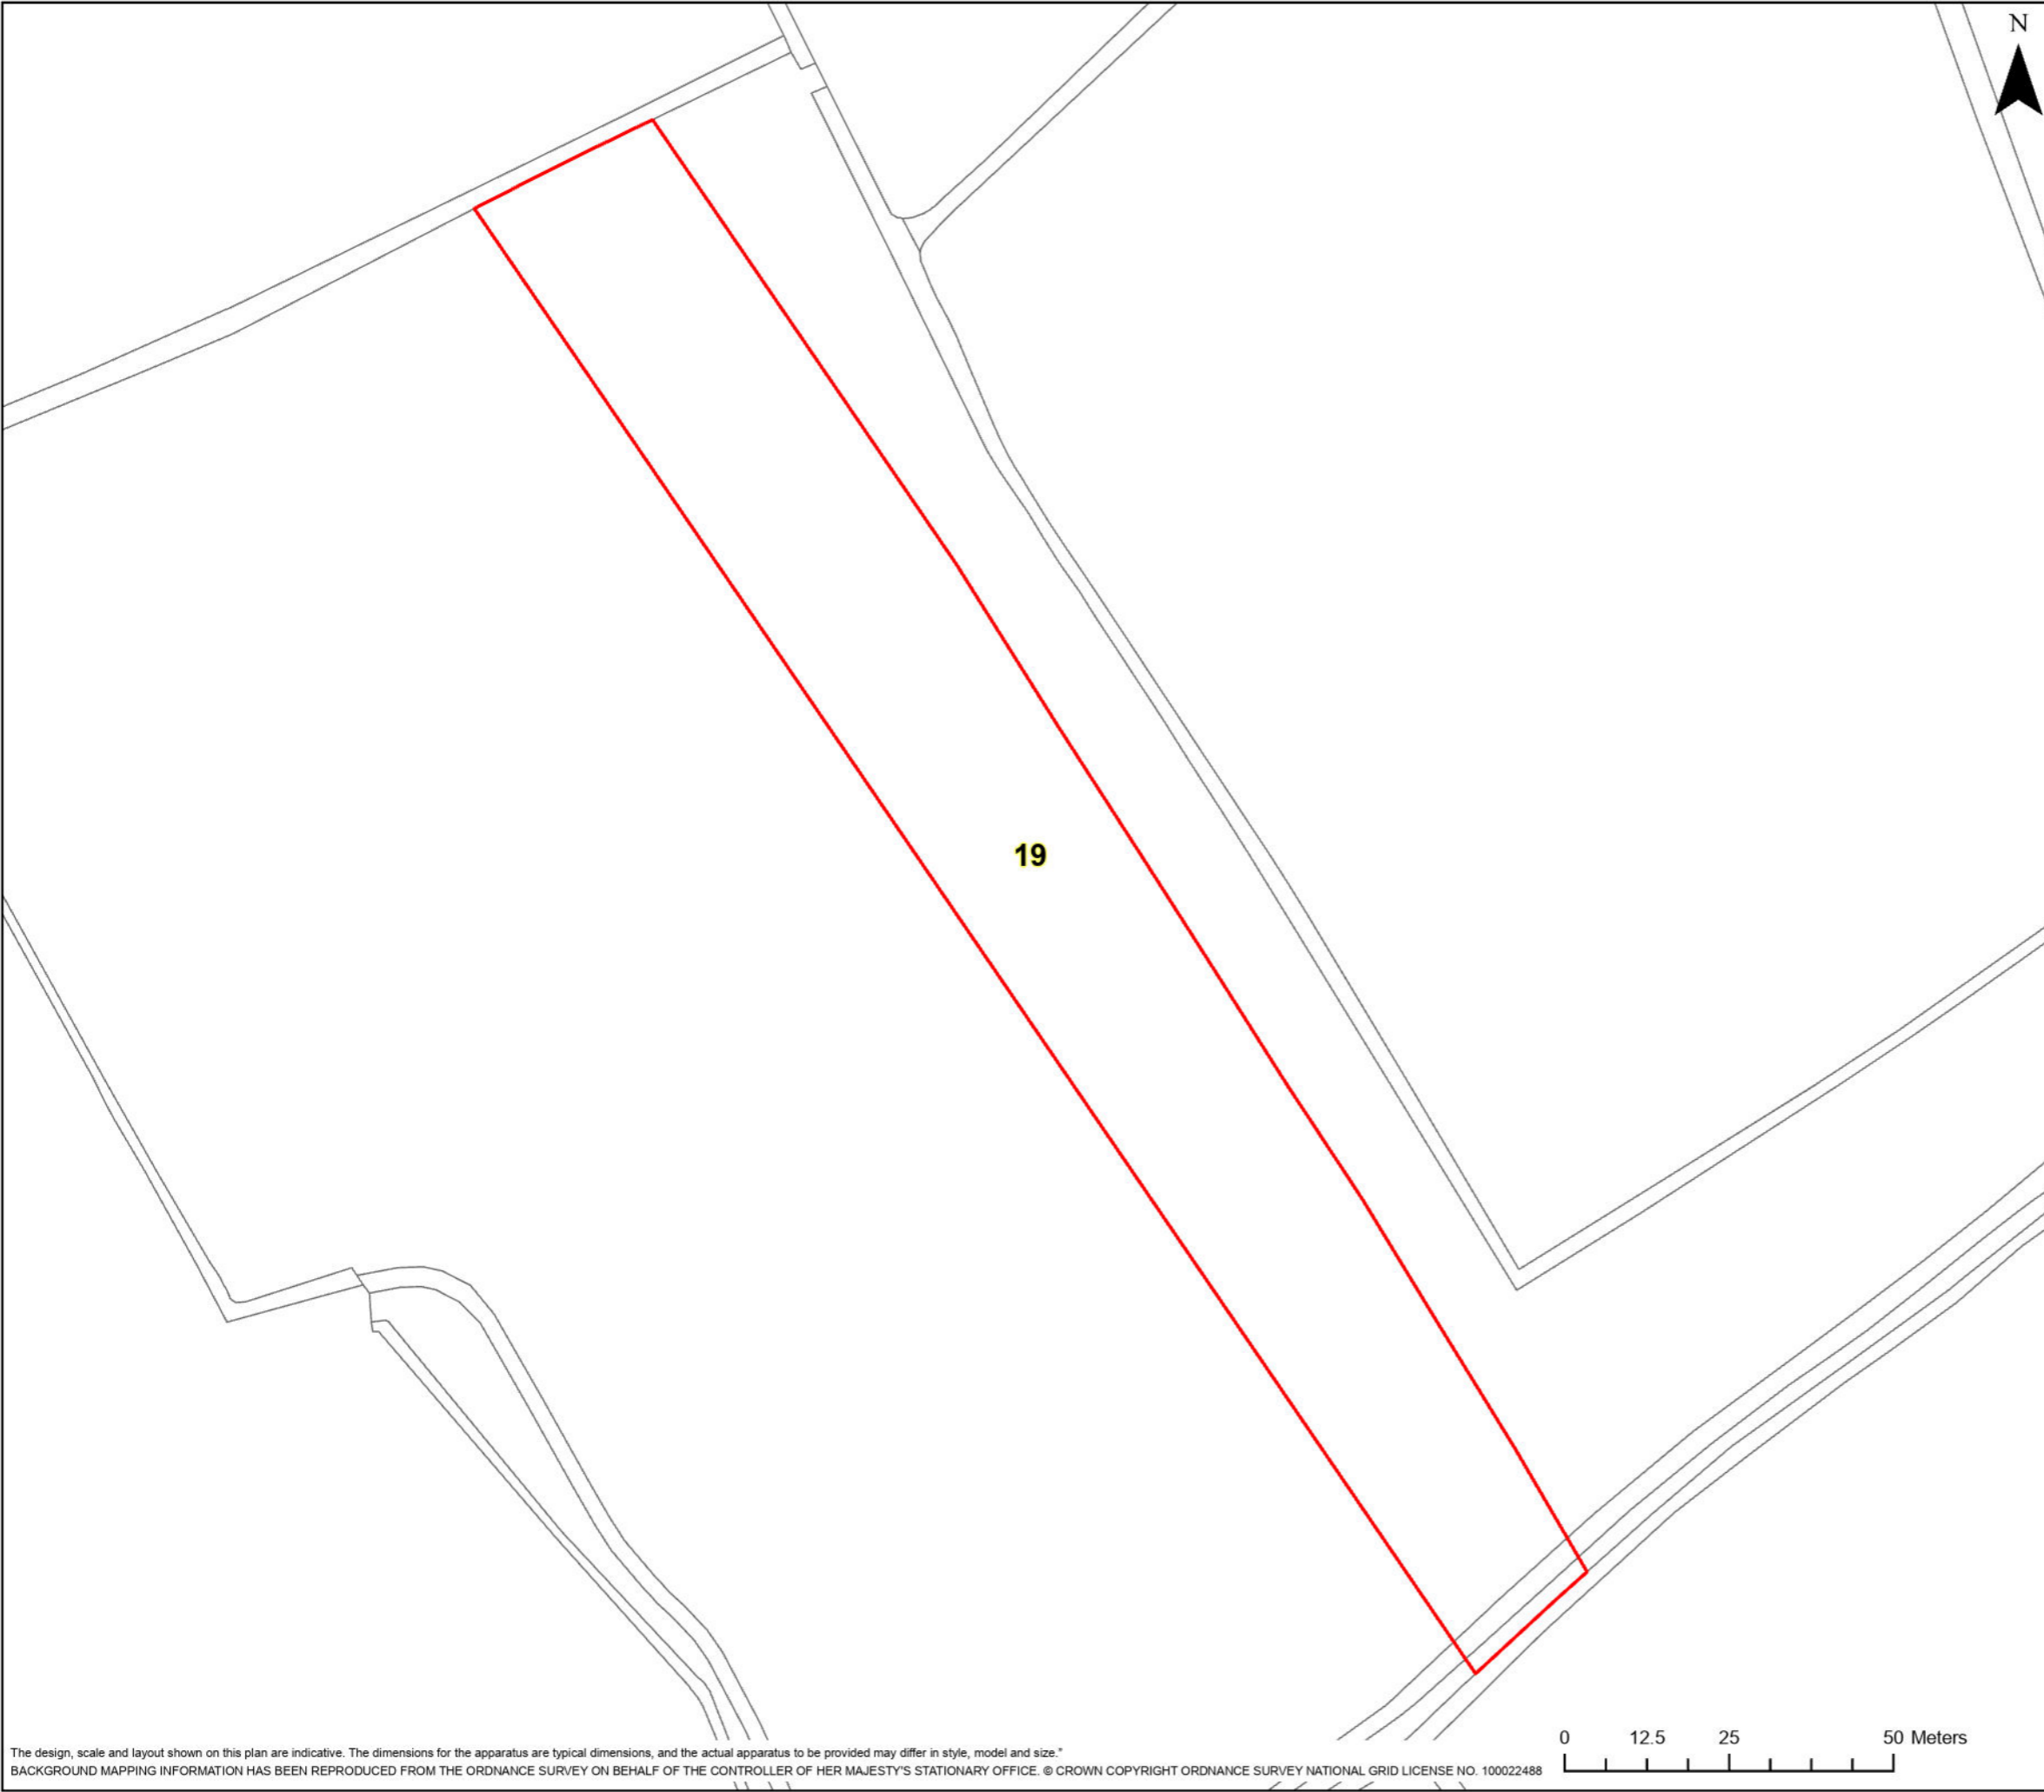 N
19
0 12.5 25 50 Meters
The design, scale and layout shown on this plan are indicative. The dimensions for the apparatus are typical dimensions, and the actual apparatus to be provided may differ in style, model and size."
BACKGROUND MAPPING INFORMATION HAS BEEN REPRODUCED FROM THE ORDNANCE SURVEY ON BEHALF OF THE CONTROLLER OF HER MAJESTY'S STATIONARY OFFICE. © CROWN COPYRIGHT ORDNANCE SURVEY NATIONAL GRID LICENSE NO. 100022488